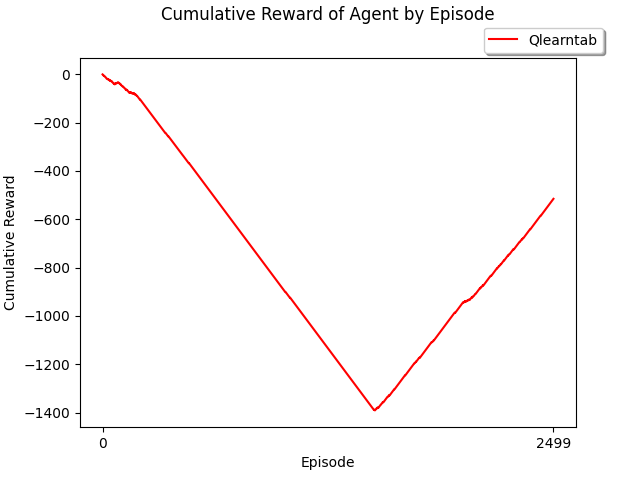 Cumulative Reward of Agent by Episode
Qlearntab
0
−200
−400
−600
−800
−1000
−1200
−1400
Cumulative Reward
0
2499
Episode